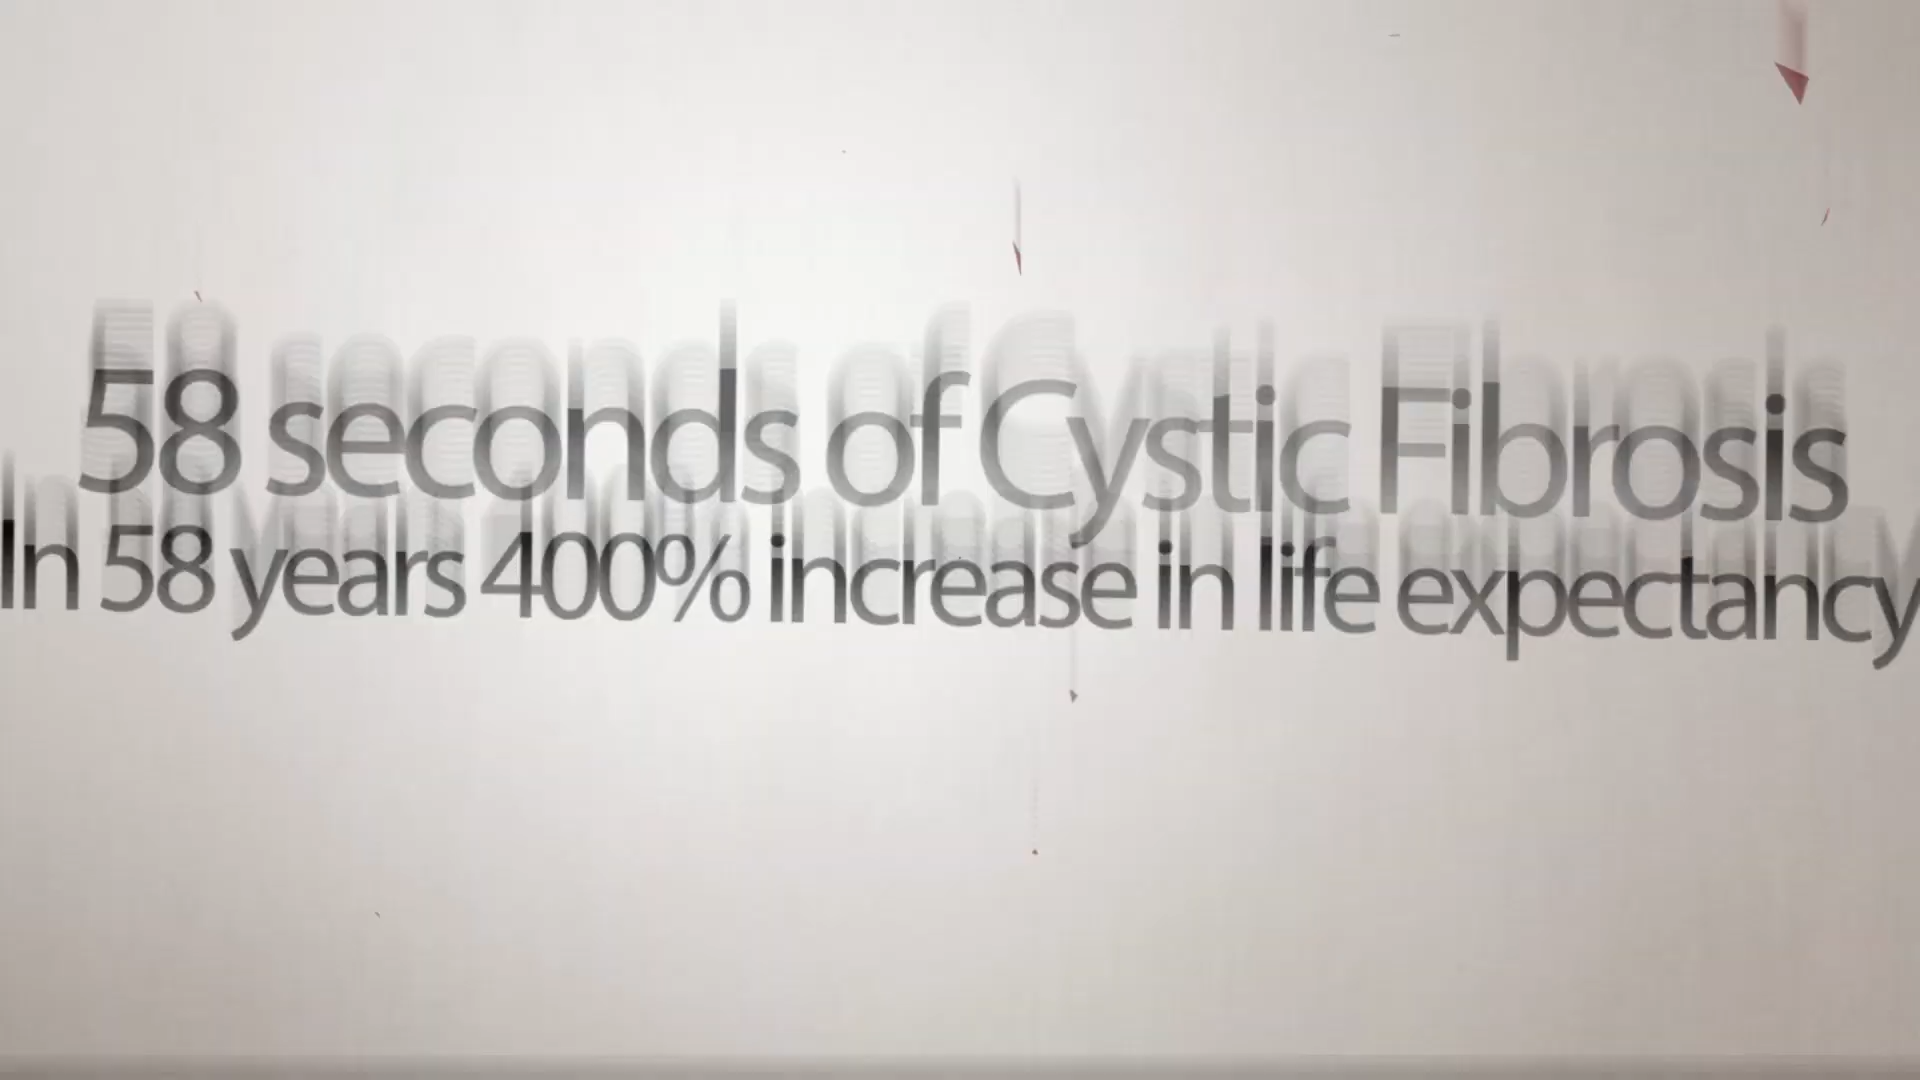 58 seconds of Cystic Fibrosis
In 58 years 400% increase in life expectancy